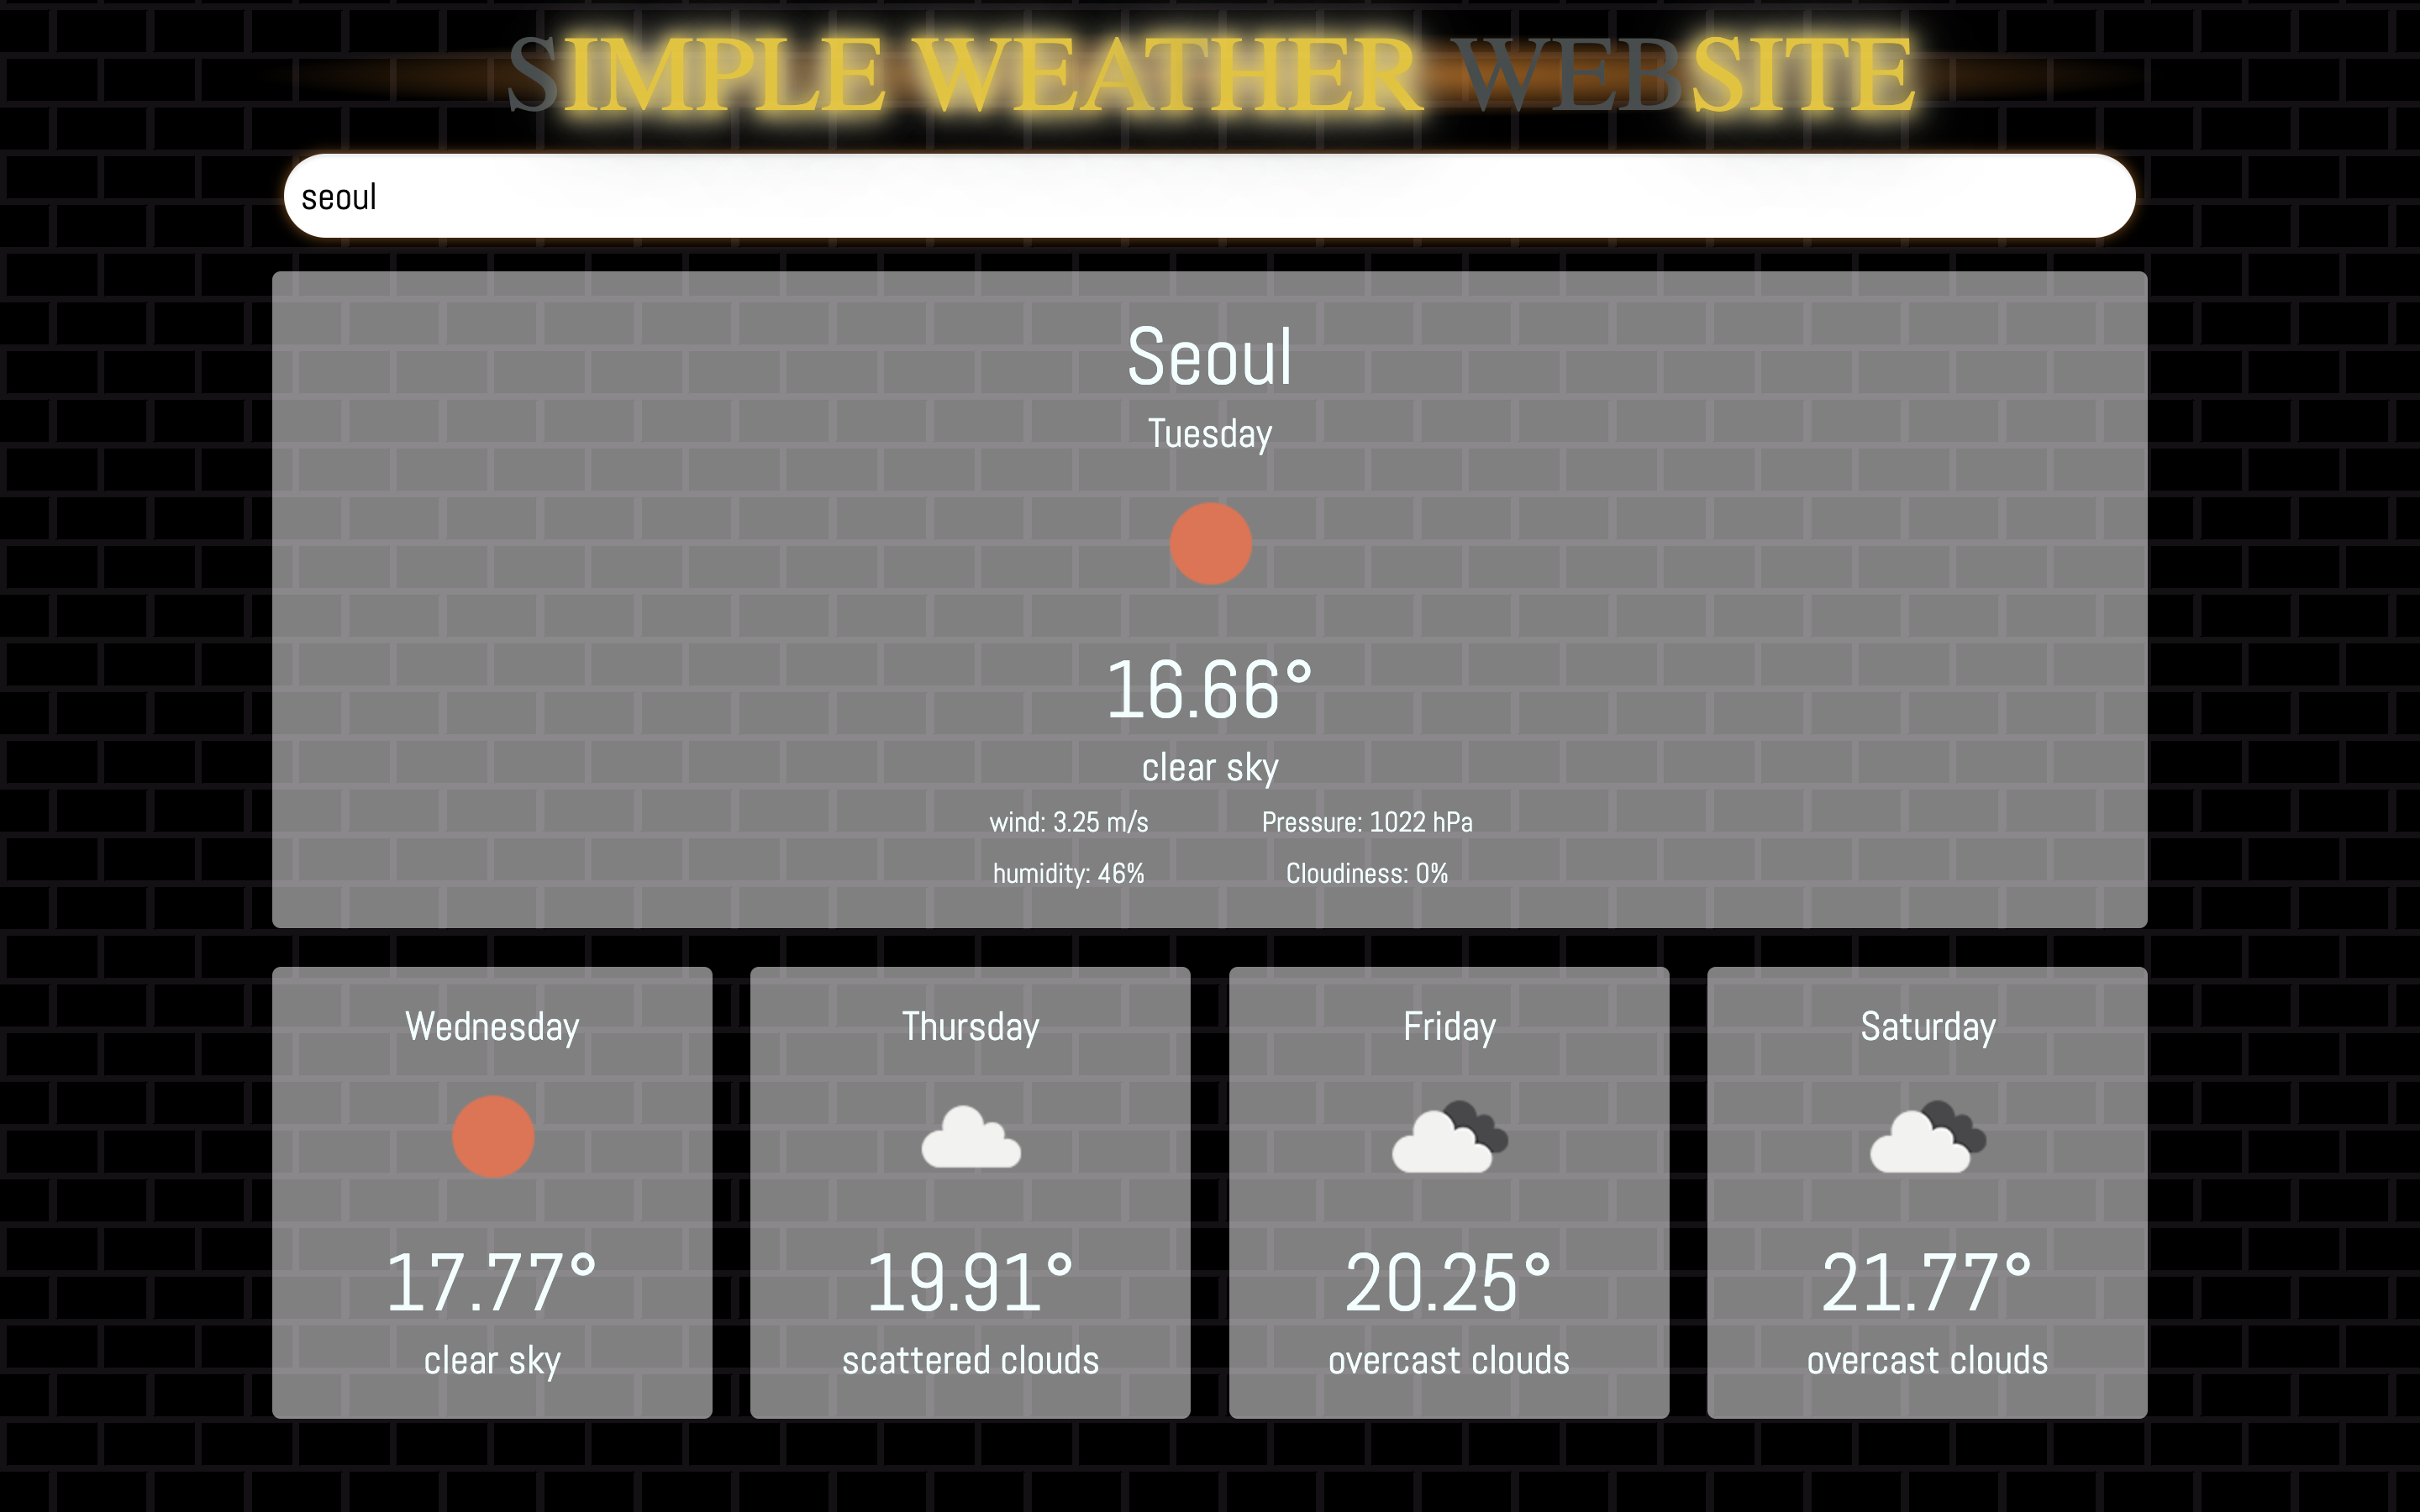 SIMPLE WEATHER WEBSITE
seoul
Seoul
Tuesday
16.66°
clear sky
wind: 3.25 m/s Pressure: 1022 hPa
humidity: 46% Cloudiness: 0%
Wednesday Thursday Friday Saturday
17.77° 19.91° 20.25° 21.77°
clear sky scattered clouds overcast clouds overcast clouds